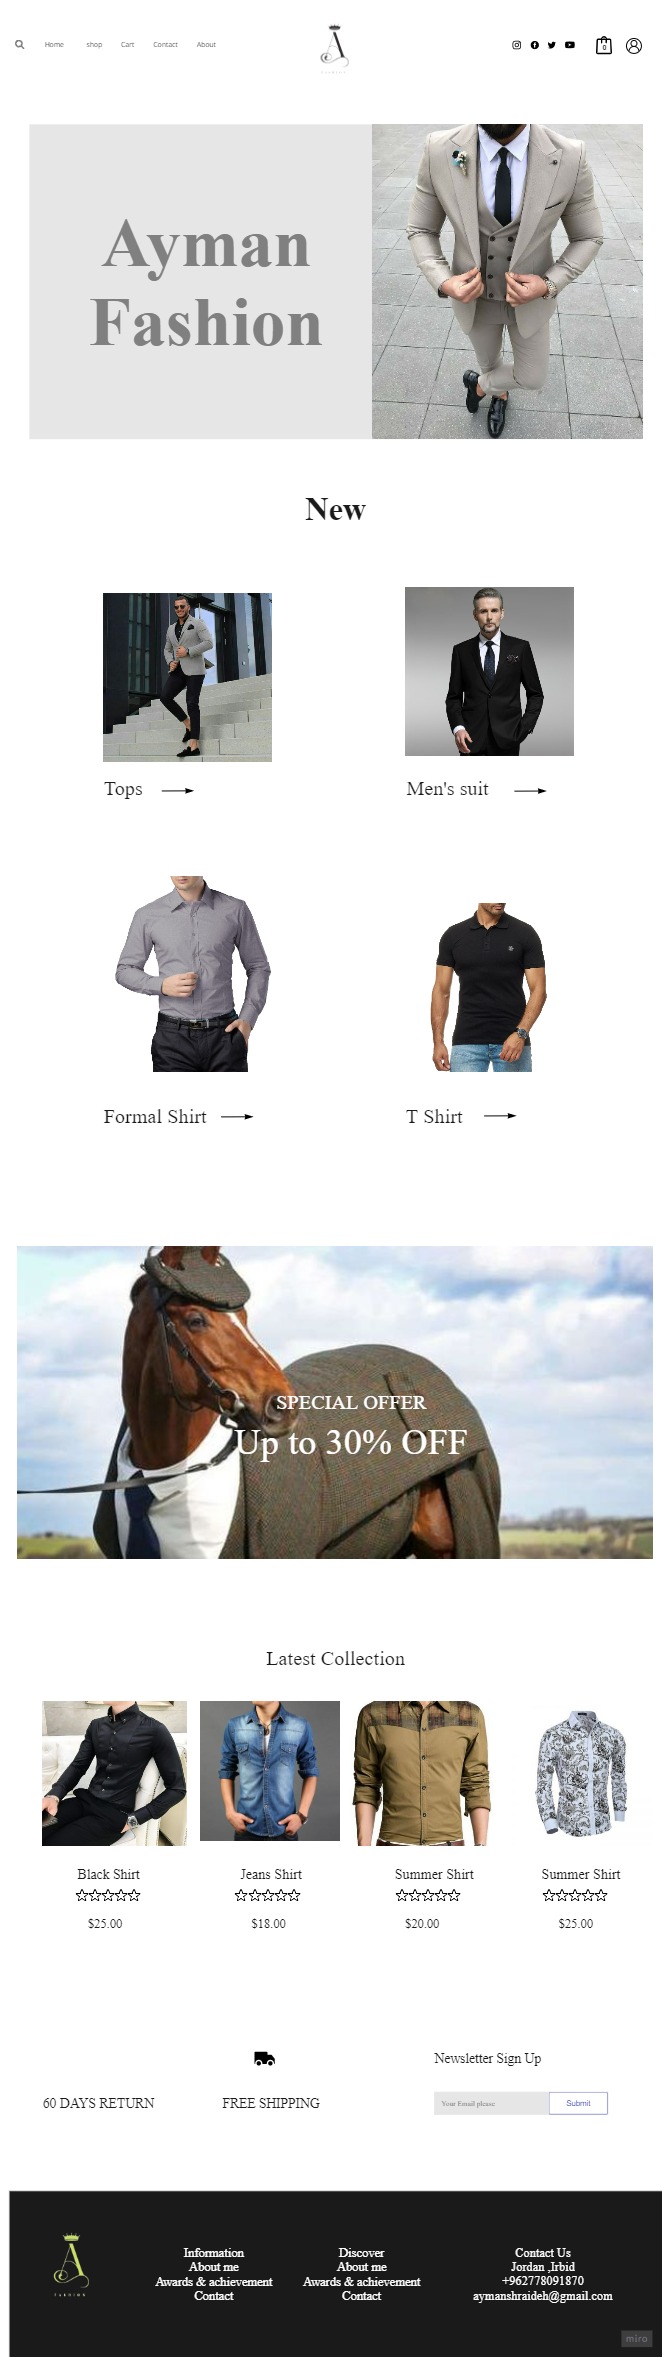 Home shop Cart Contact About
A
FASHION
0
Ayman
Fashion
New
Tops
Men's suit
Formal Shirt
T Shirt
SPECIAL OFFER
Up to 30% OFF
Latest Collection
Black Shirt
$25.00
Jeans Shirt
$18.00
Summer Shirt
$20.00
Summer Shirt
$25.00
60 DAYS RETURN
FREE SHIPPING
Newsletter Sign Up
Your Email please
Submit
A
FASHION
Information
About me
Awards & achievement
Contact
Discover
About me
Awards & achievement
Contact
Contact Us
Jordan ,Irbid
+962778091870
aymanshraideh@gmail.com
miro